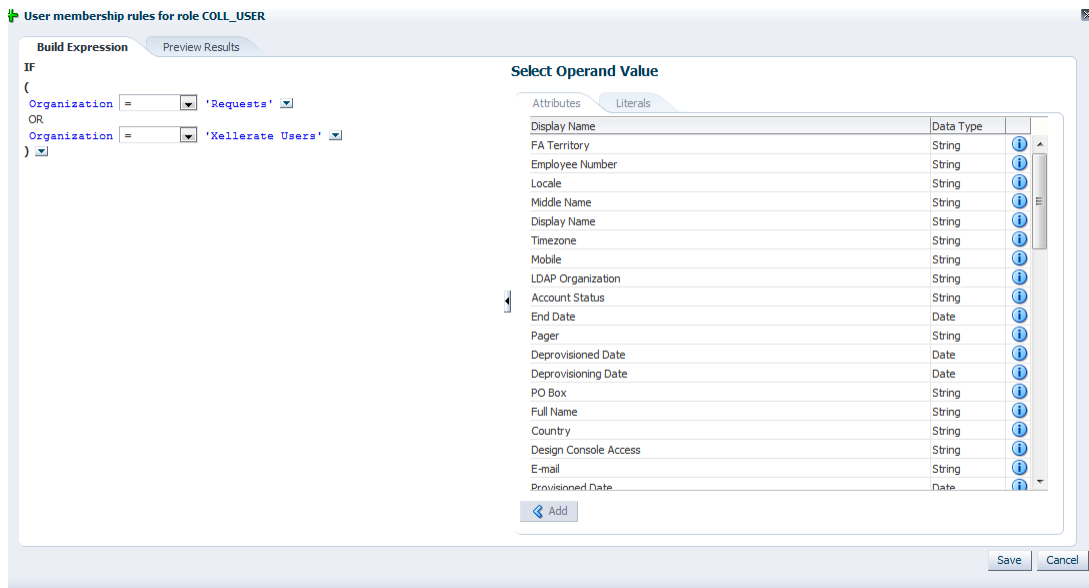 User membership rules for role COLL_USER
Build Expression
Preview Results
IF
(
Organization = 'Requests'
OR
Organization = 'Xellerate Users'
)
Select Operand Value
Attributes
Literals
Display Name Data Type
FA Territory String
Employee Number String
Locale String
Middle Name String
Display Name String
Timezone String
Mobile String
LDAP Organization String
Account Status String
End Date Date
Pager String
Deprovisioned Date Date
Deprovisioning Date Date
PO Box String
Full Name String
Country String
Design Console Access String
E-mail String
Provisioned Date Date
Add
Save Cancel